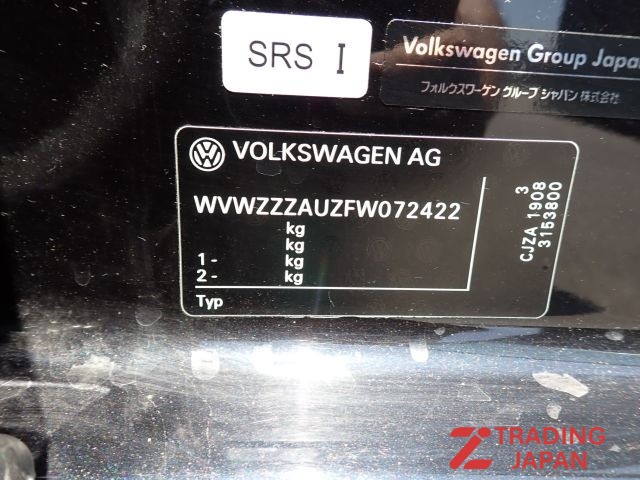 SRS I
Volkswagen Group Japan
フォルクスワーゲン グループ ジャパン 株式会社
VOLKSWAGEN AG
WVWZZZAUZFW072422
kg
kg
1 - kg
2 - kg
Typ
3
CJZA 1908
3153800
TRADING
JAPAN